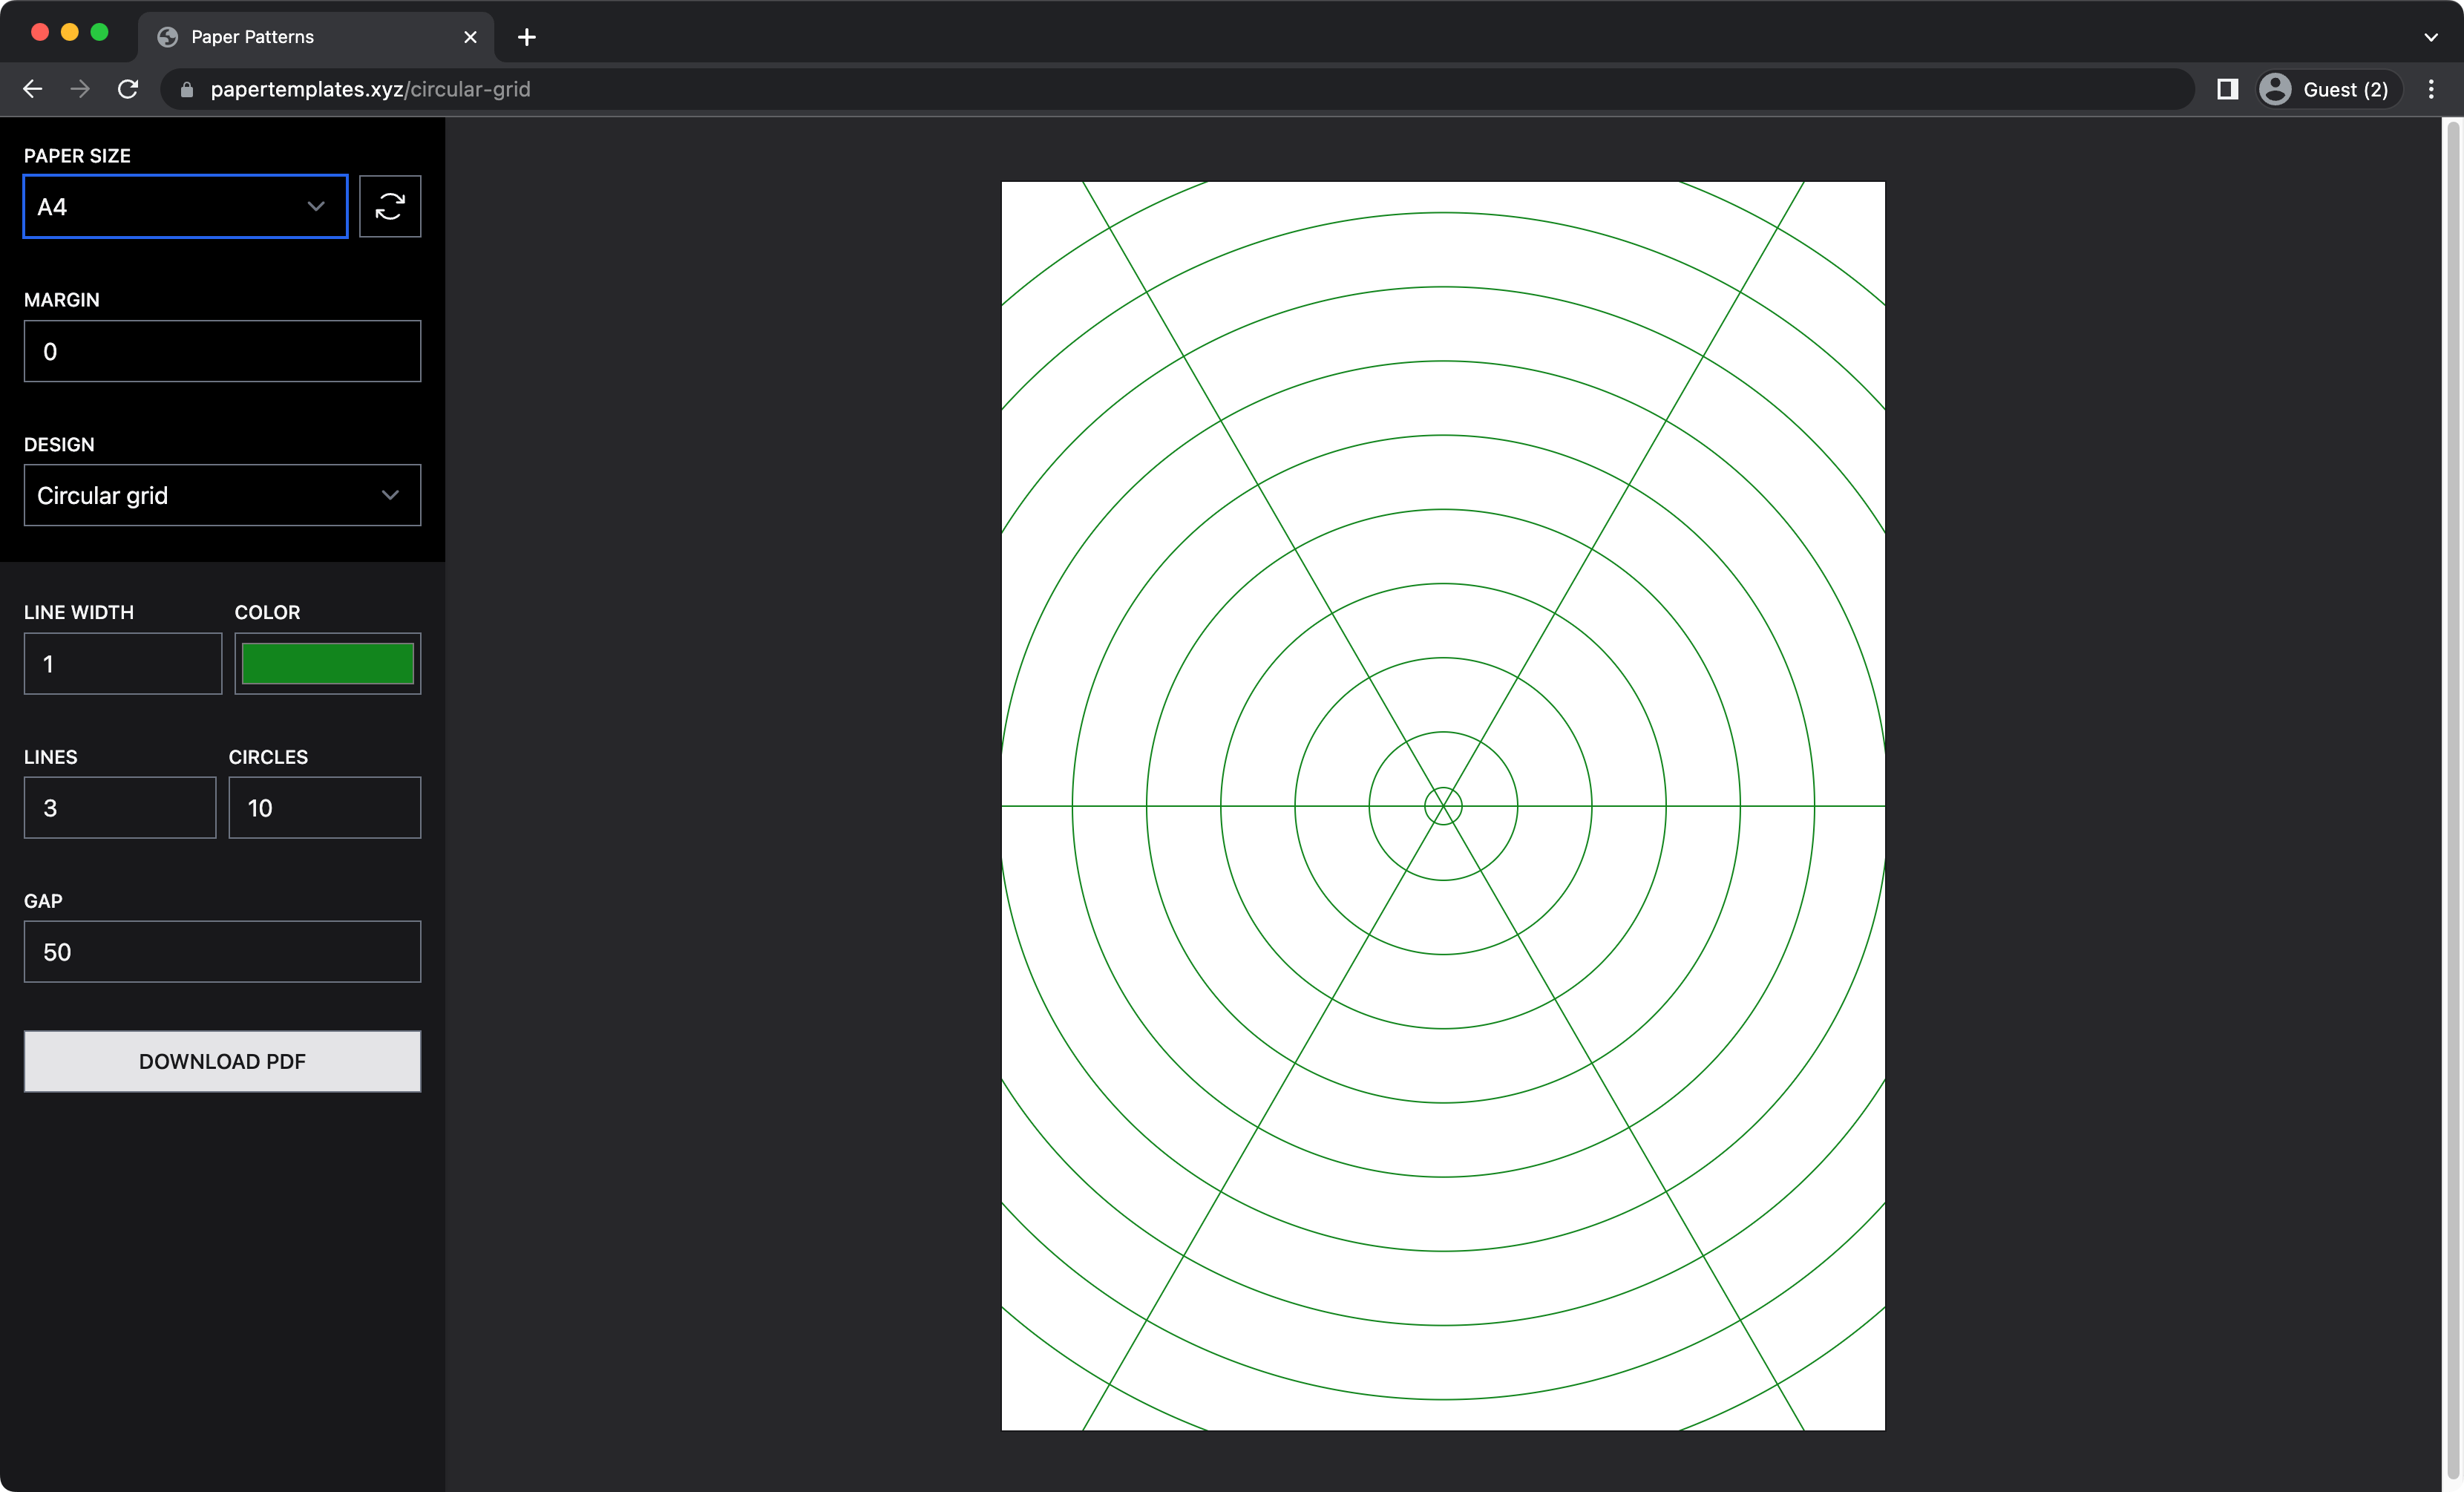 Paper Patterns
papertemplates.xyz/circular-grid
Guest (2)
PAPER SIZE
A4
MARGIN
0
DESIGN
Circular grid
LINE WIDTH COLOR
1
LINES CIRCLES
3 10
GAP
50
DOWNLOAD PDF